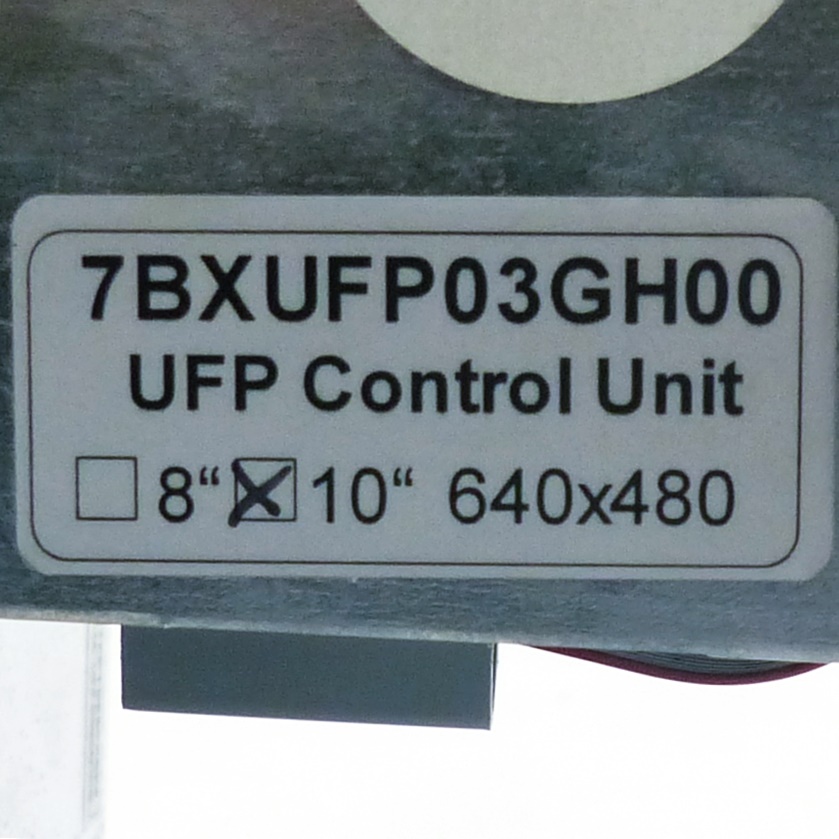 7BXUFP03GH00
UFP Control Unit
☐ 8“ ☒ 10“ 640x480